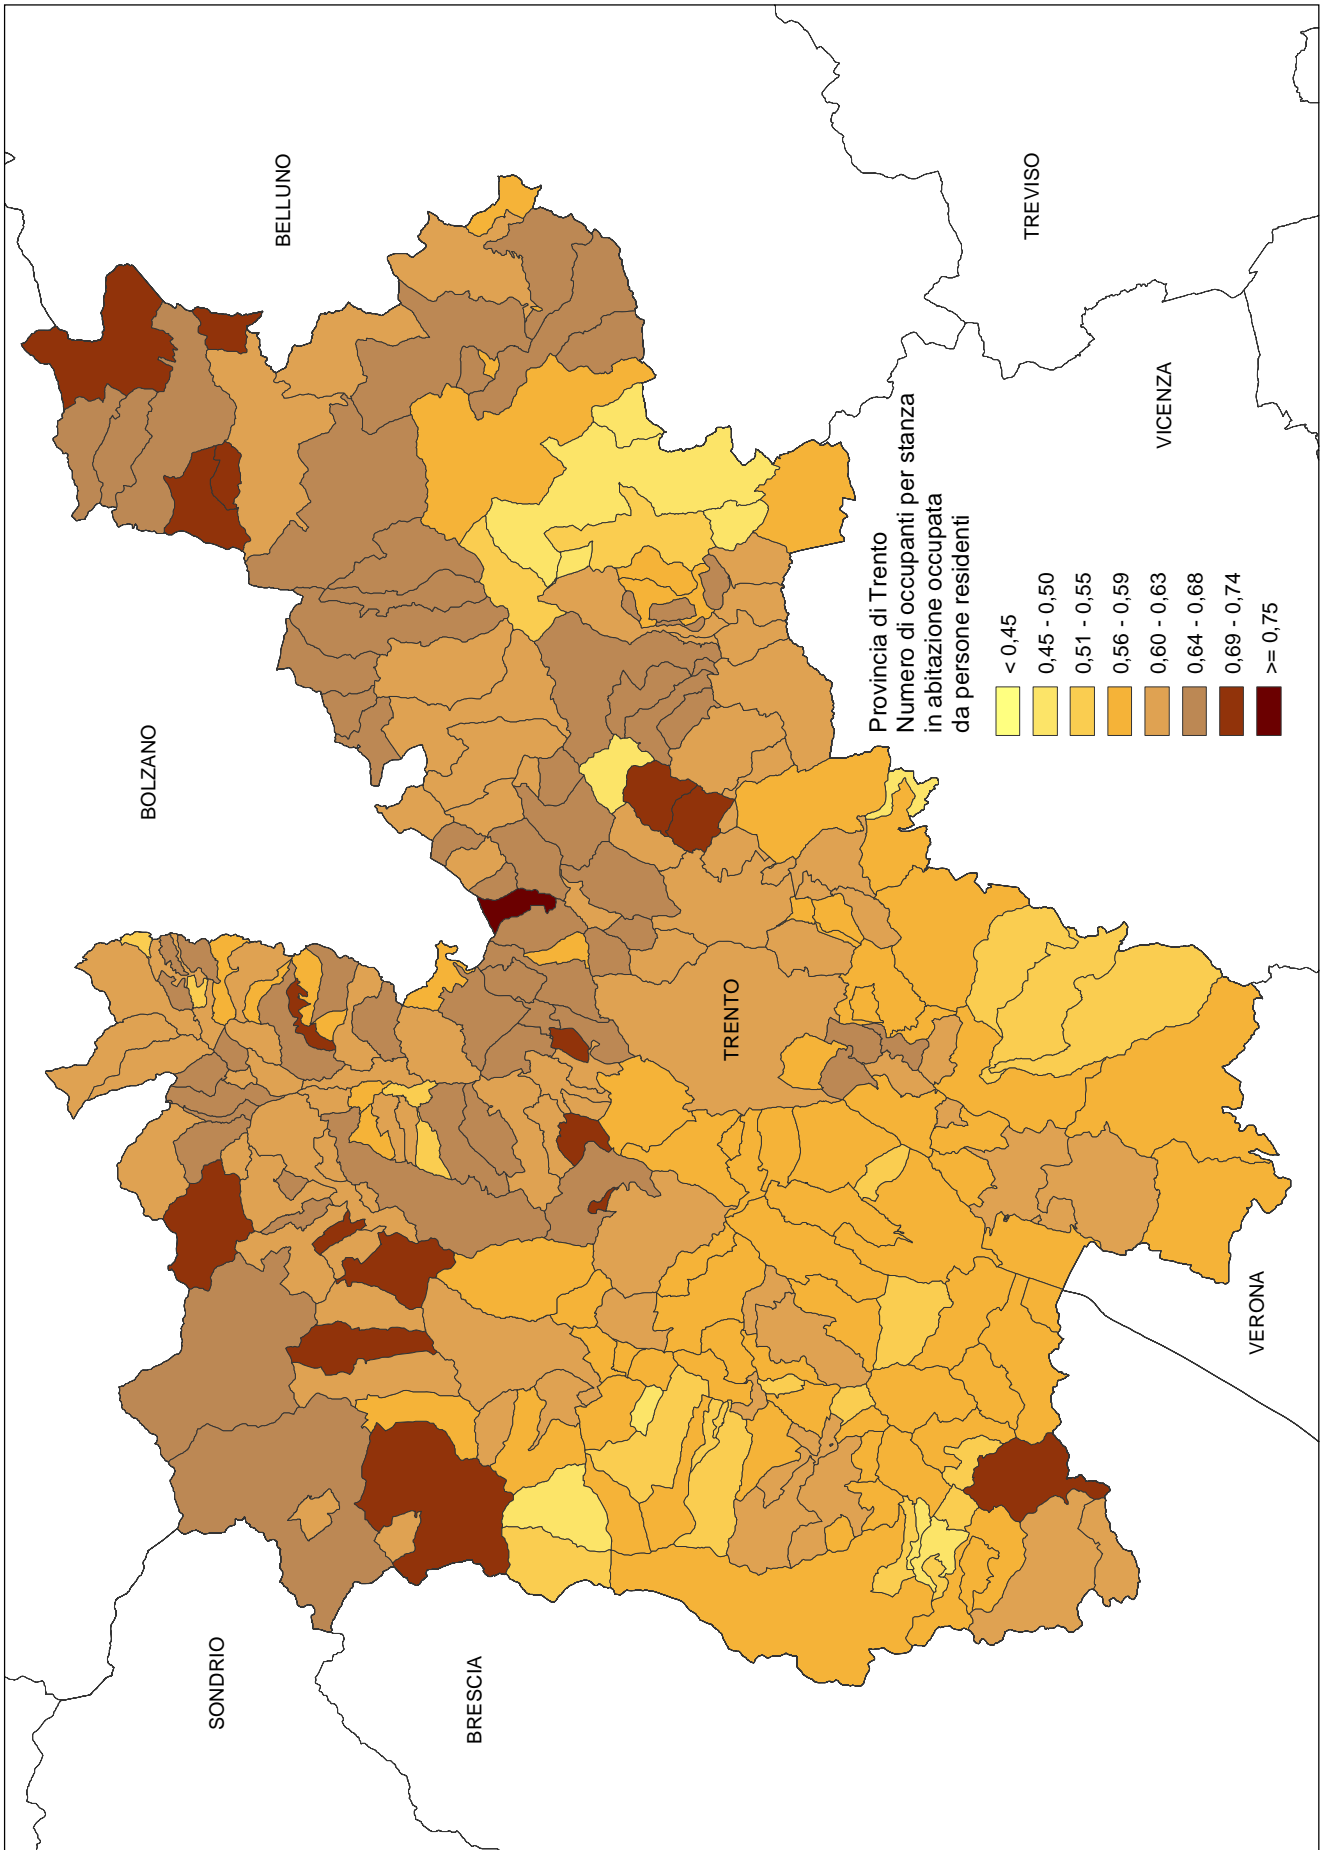 Provincia di Trento
Numero di occupanti per stanza
in abitazione occupata
da persone residenti
< 0,45
0,45 - 0,50
0,51 - 0,55
0,56 - 0,59
0,60 - 0,63
0,64 - 0,68
0,69 - 0,74
>= 0,75
SONDRIO
BRESCIA
BOLZANO
BELLUNO
TRENTO
TREVISO
VICENZA
VERONA